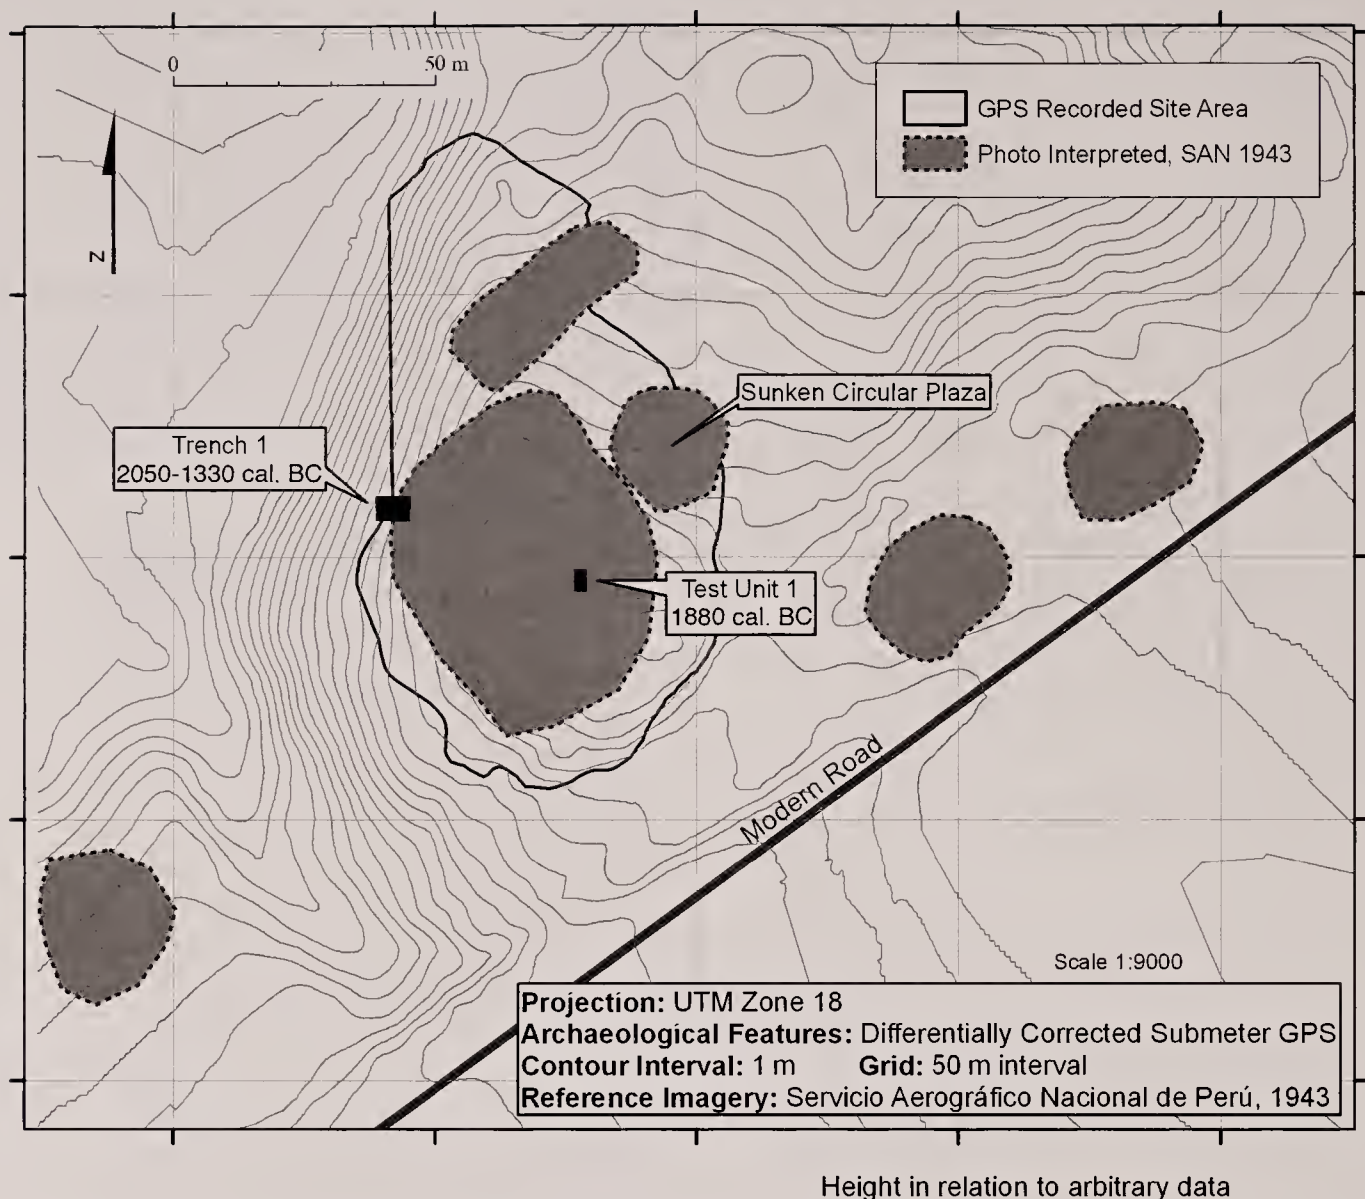 0 50 m
GPS Recorded Site Area
Photo Interpreted, SAN 1943
N
Sunken Circular Plaza
Trench 1
2050-1330 cal. BC
Test Unit 1
1880 cal. BC
Modern Road
Scale 1:9000
Projection: UTM Zone 18
Archaeological Features: Differentially Corrected Submeter GPS
Contour Interval: 1 m Grid: 50 m interval
Reference Imagery: Servicio Aerográfico Nacional de Perú, 1943
Height in relation to arbitrary data